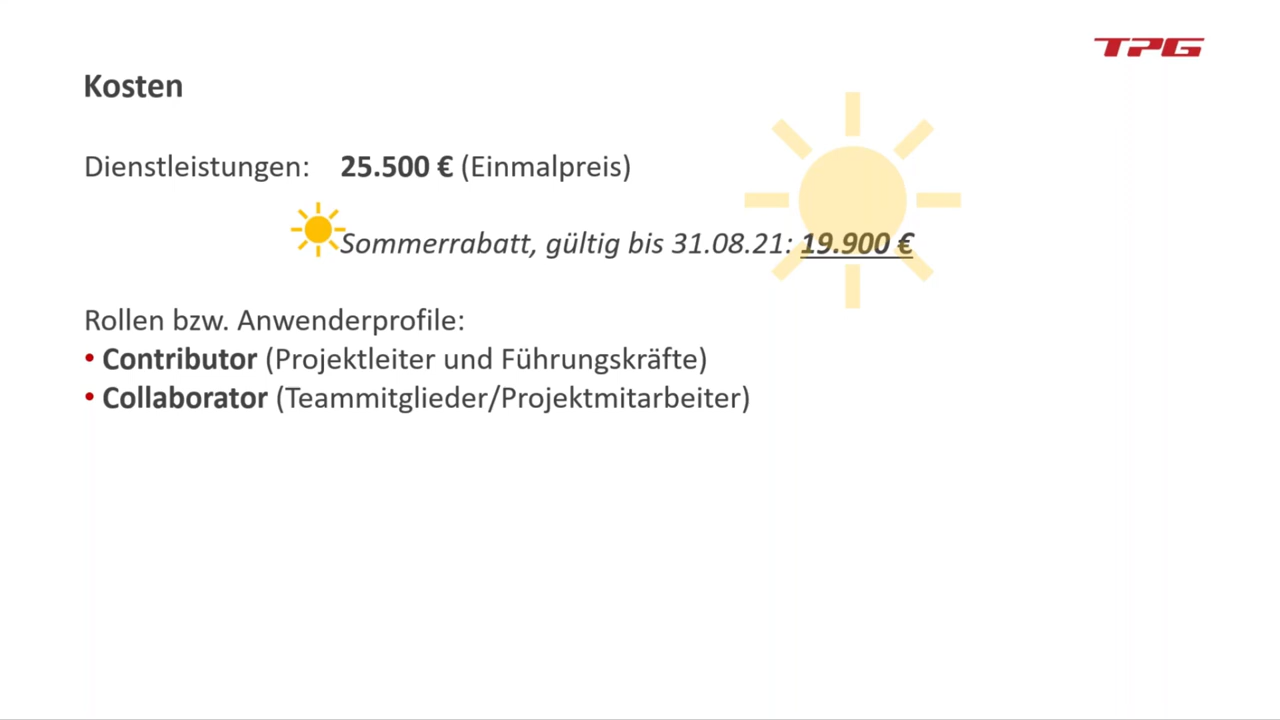 TPG
Kosten
Dienstleistungen: 25.500 € (Einmalpreis)
Sommerrabatt, gültig bis 31.08.21: 19.900 €
Rollen bzw. Anwenderprofile:
• Contributor (Projektleiter und Führungskräfte)
• Collaborator (Teammitglieder/Projektmitarbeiter)